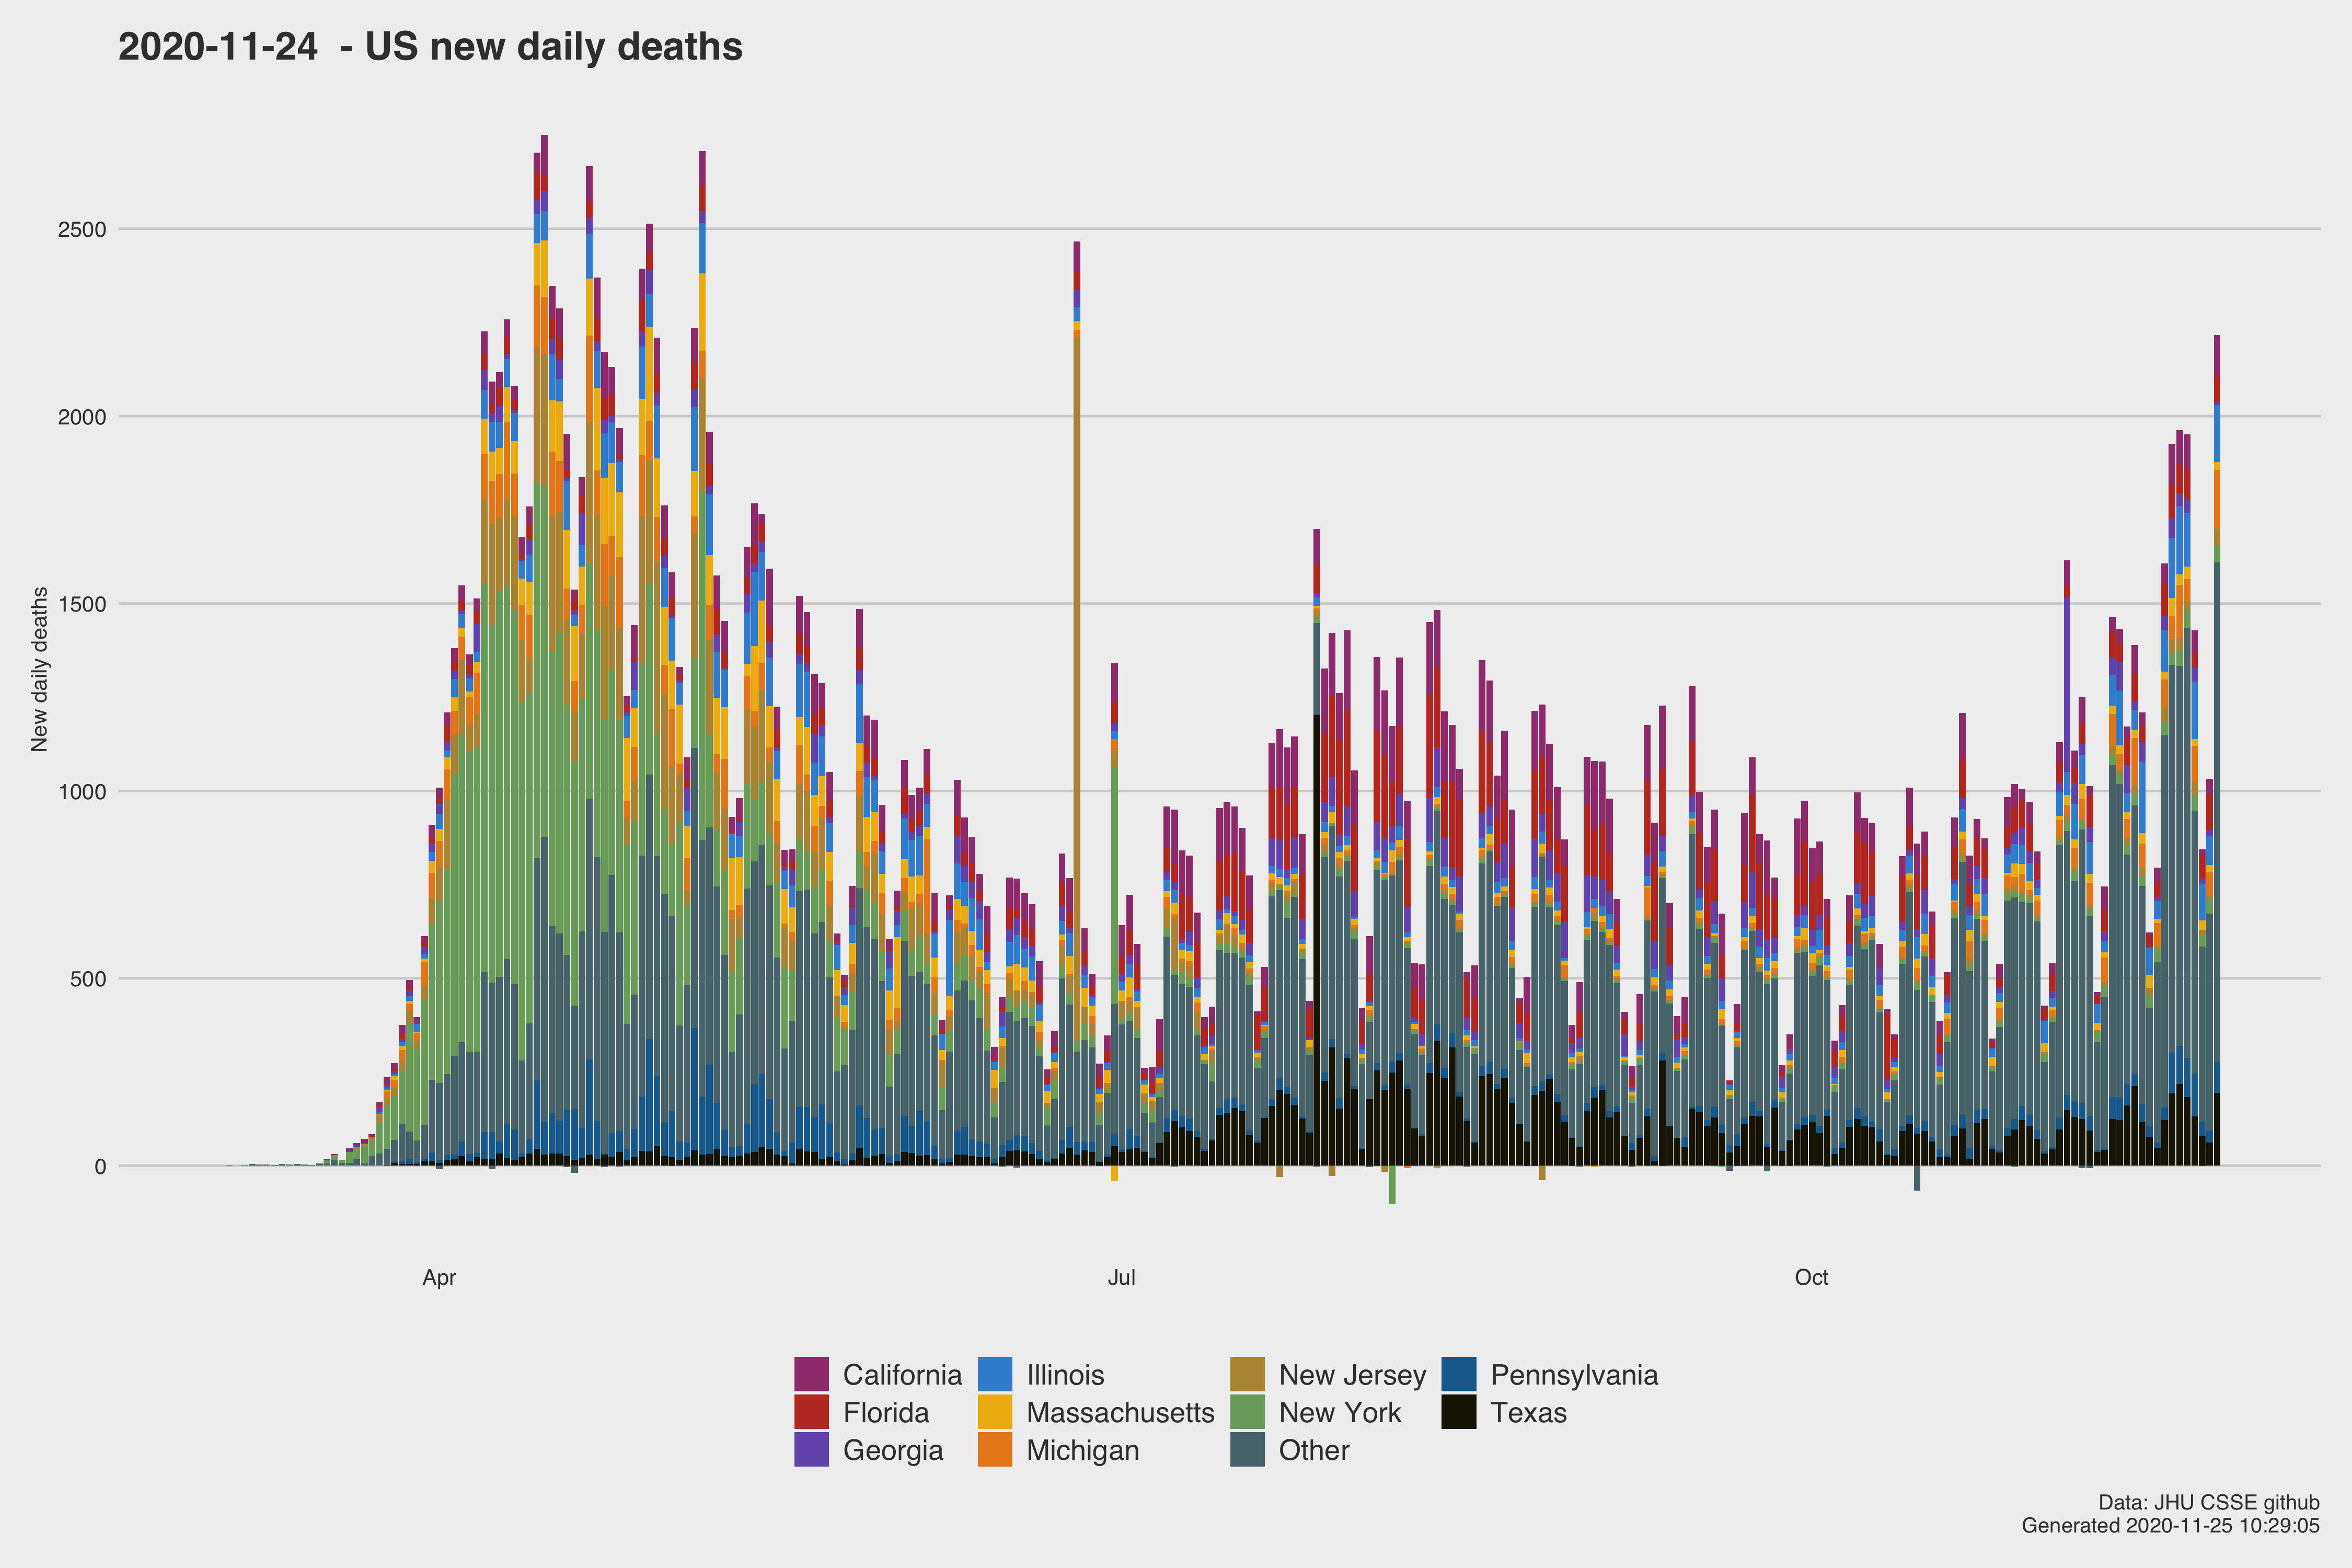 2020-11-24  - US new daily deaths
New daily deaths
2500
2000
1500
1000
500
0
Apr Jul Oct
California Illinois New Jersey Pennsylvania
Florida Massachusetts New York Texas
Georgia Michigan Other
Data: JHU CSSE github
Generated 2020-11-25 10:29:05